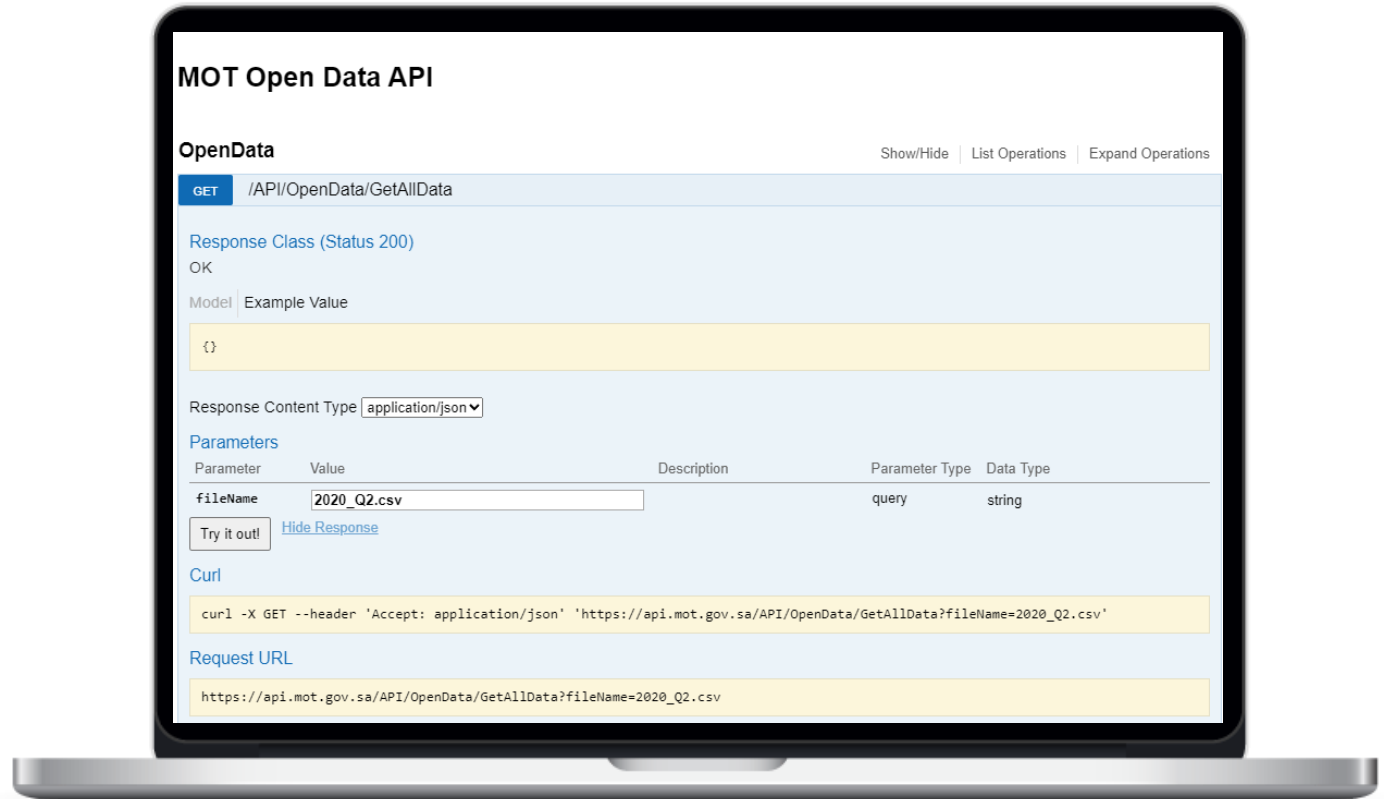 MOT Open Data API
OpenData
Show/Hide List Operations Expand Operations
GET /API/OpenData/GetAllData
Response Class (Status 200)
OK
Model Example Value
{}
Response Content Type application/json
Parameters
Parameter Value Description Parameter Type Data Type
fileName 2020_Q2.csv query string
Try it out! Hide Response
Curl
curl -X GET --header 'Accept: application/json' 'https://api.mot.gov.sa/API/OpenData/GetAllData?fileName=2020_Q2.csv'
Request URL
https://api.mot.gov.sa/API/OpenData/GetAllData?fileName=2020_Q2.csv